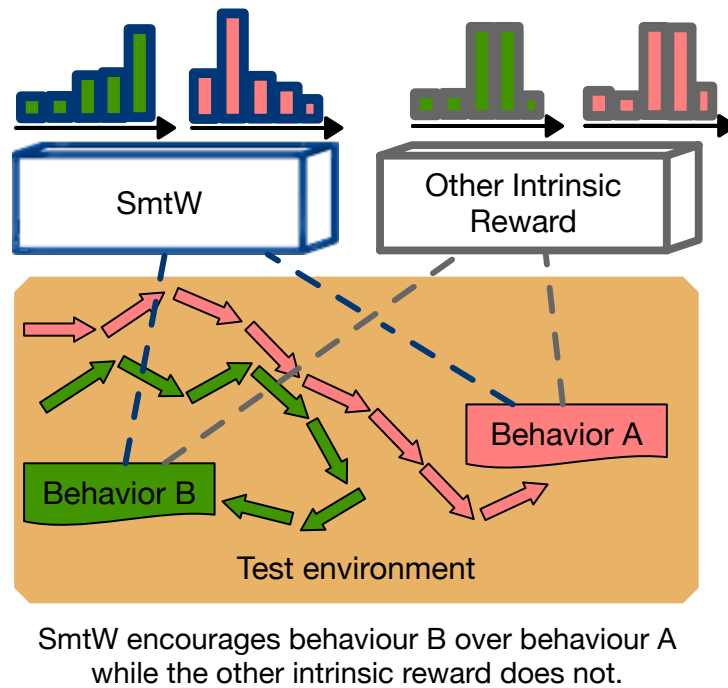 SmtW
Other Intrinsic
Reward
Behavior A
Behavior B
Test environment
SmtW encourages behaviour B over behaviour A
while the other intrinsic reward does not.